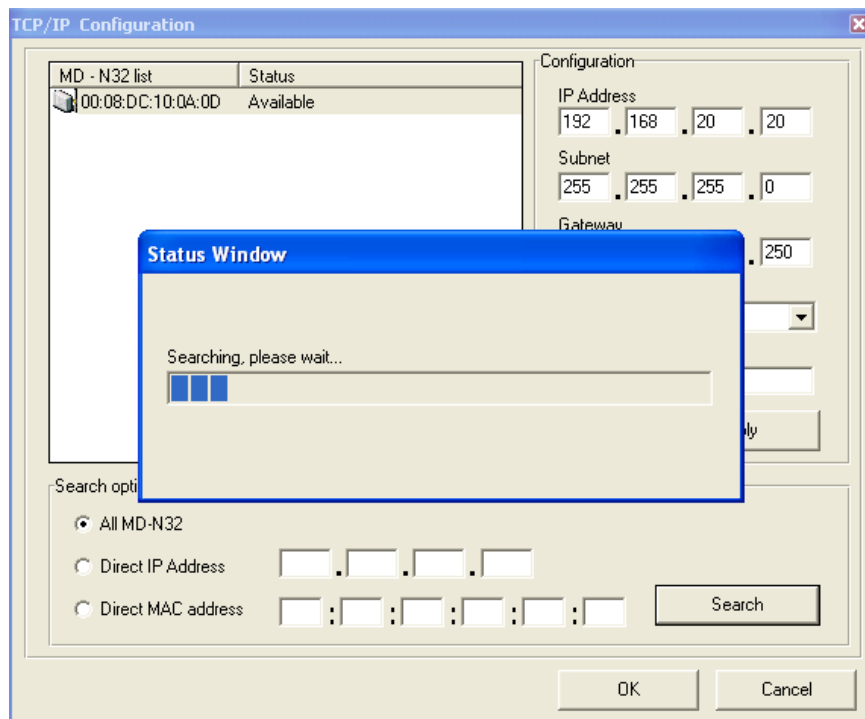 TCP/IP Configuration
MD - N32 list Status
00:08:DC:10:0A:0D Available
Configuration
IP Address
192 . 168 . 20 . 20
Subnet
255 . 255 . 255 . 0
Gateway
. 250
Status Window
Searching, please wait...
ply
Search opti
All MD-N32
Direct IP Address . . .
Direct MAC address : : : : :
Search
OK Cancel